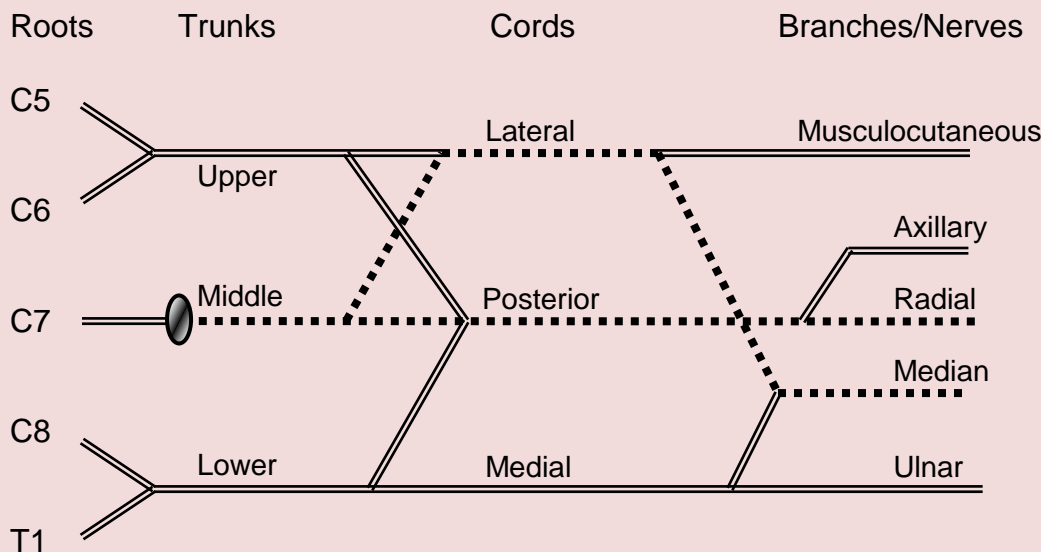 Roots Trunks Cords Branches/Nerves
C5
Lateral Musculocutaneous
Upper
C6
Axillary
Middle Posterior Radial
C7
Median
C8
Lower Medial Ulnar
T1